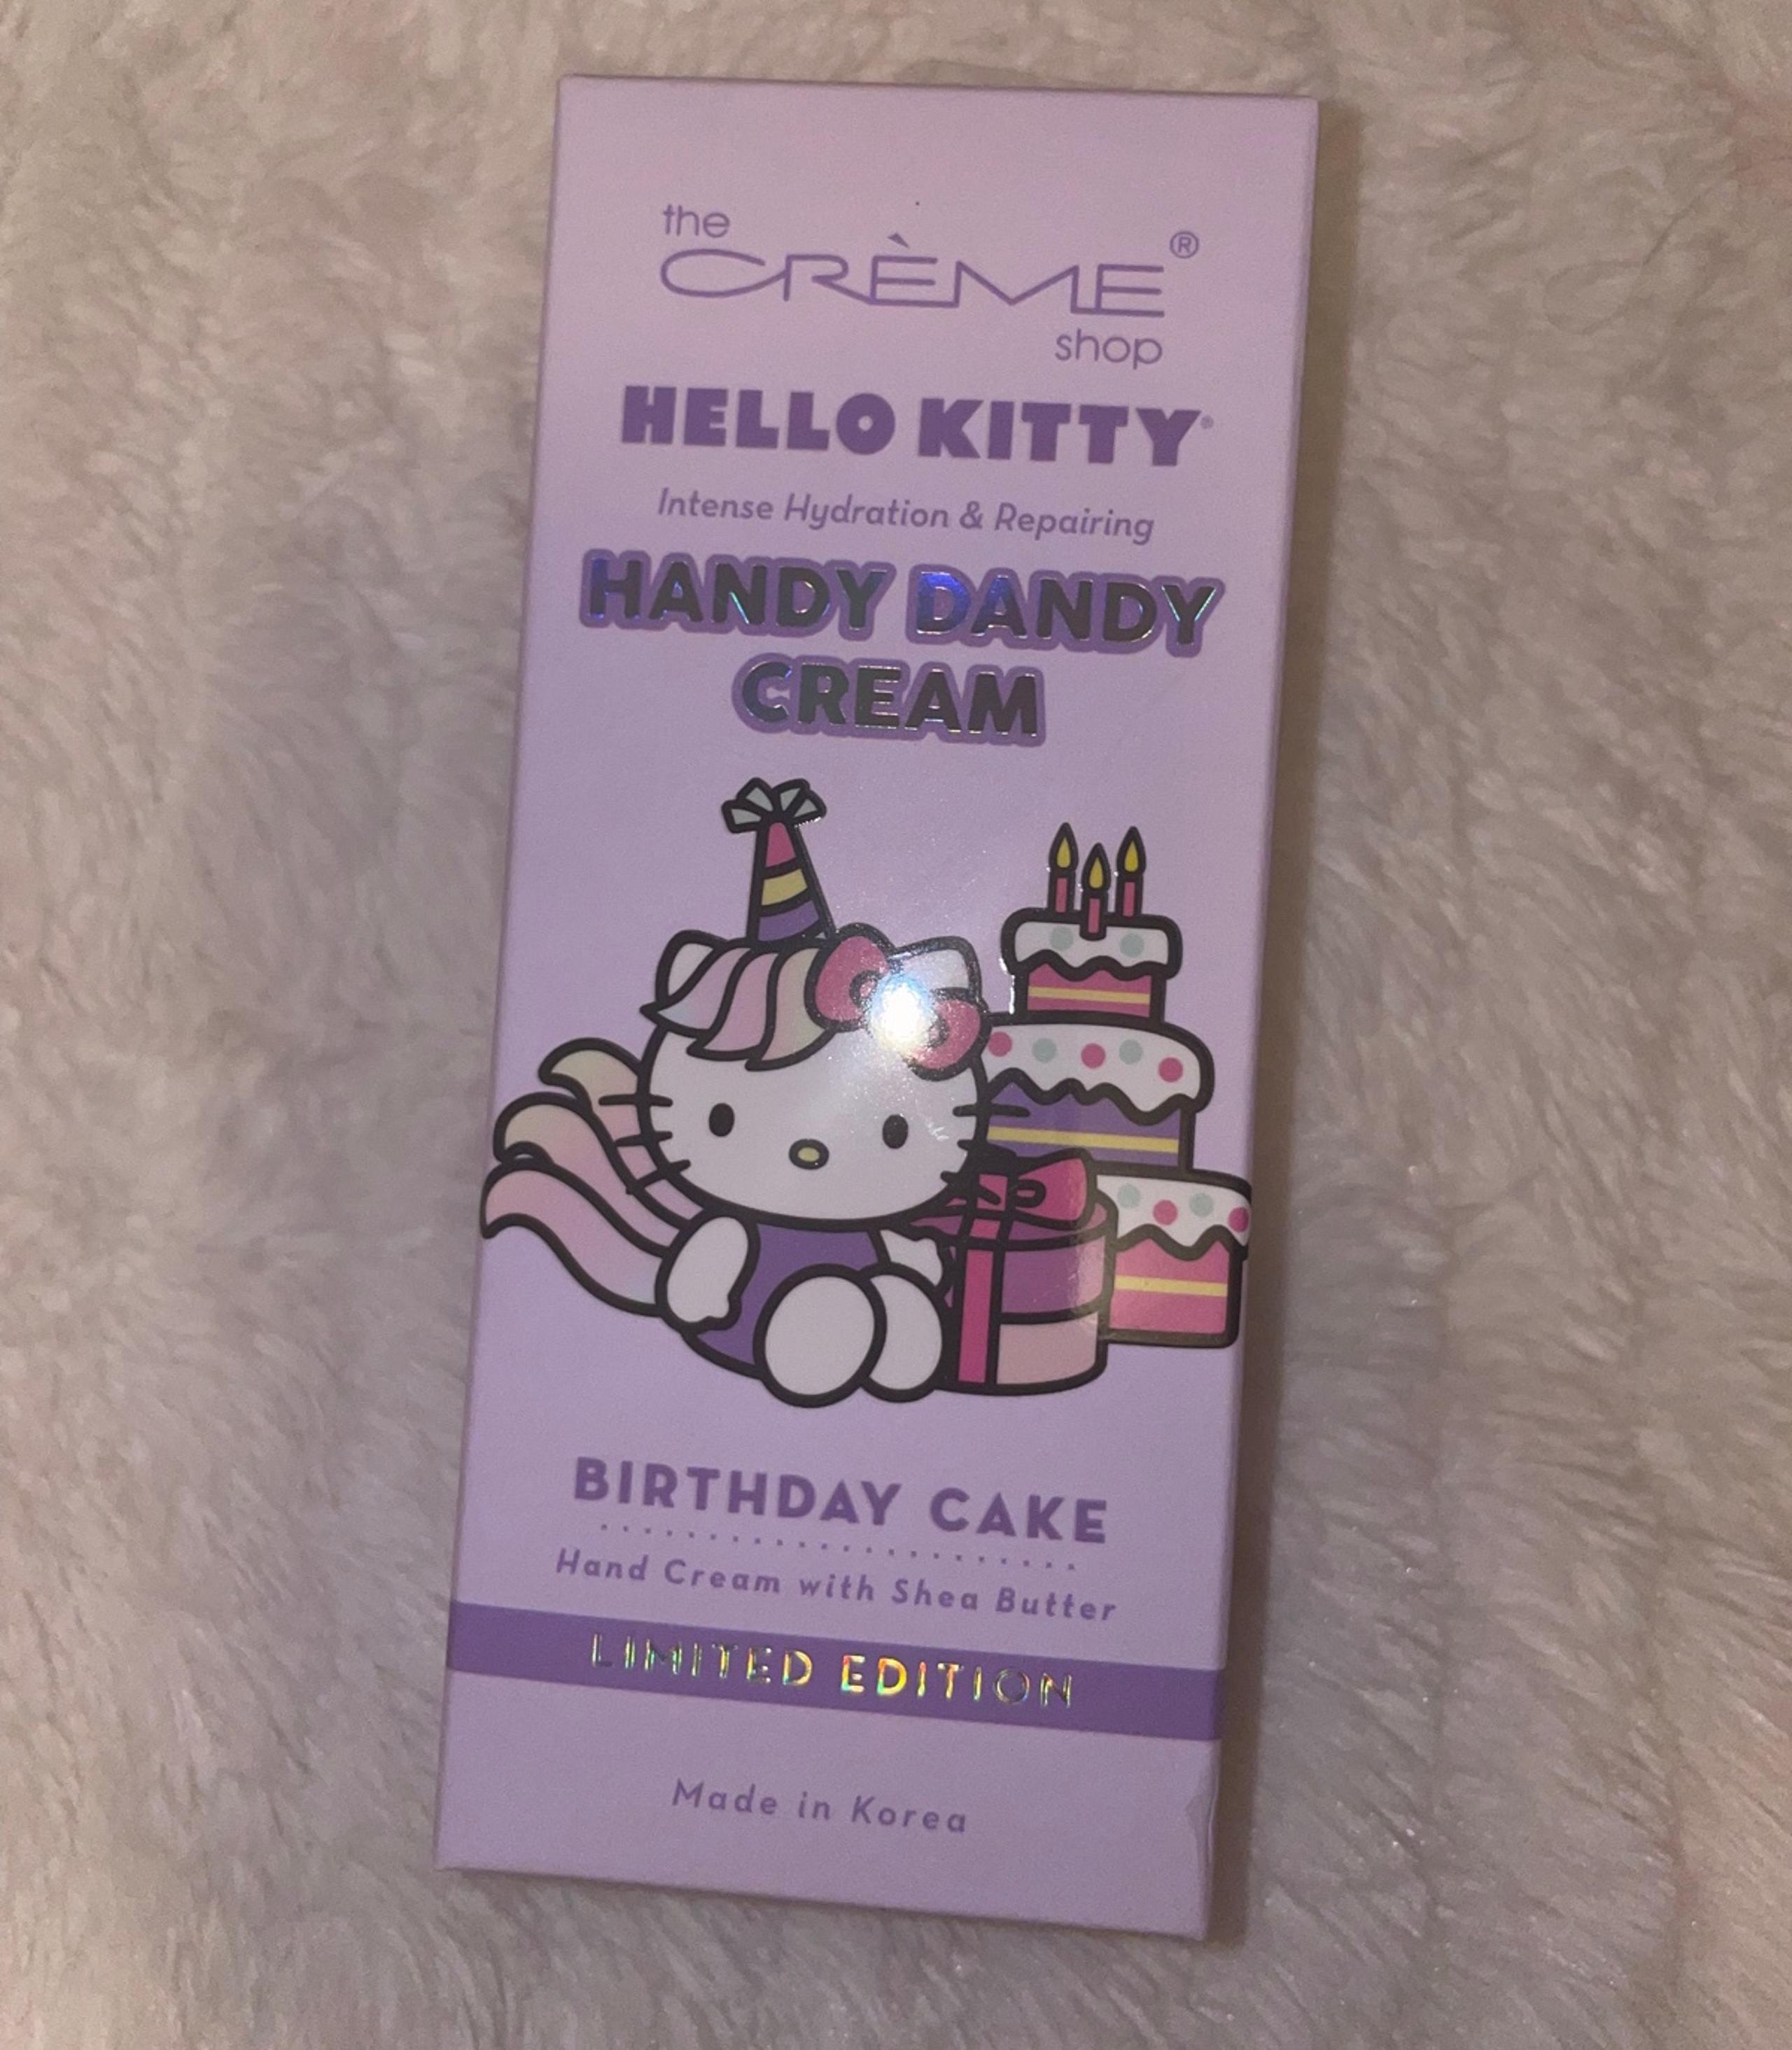 the
CRÈME®
shop
HELLO KITTY®
Intense Hydration & Repairing
HANDY DANDY
CREAM
BIRTHDAY CAKE
Hand Cream with Shea Butter
LIMITED EDITION
Made in Korea